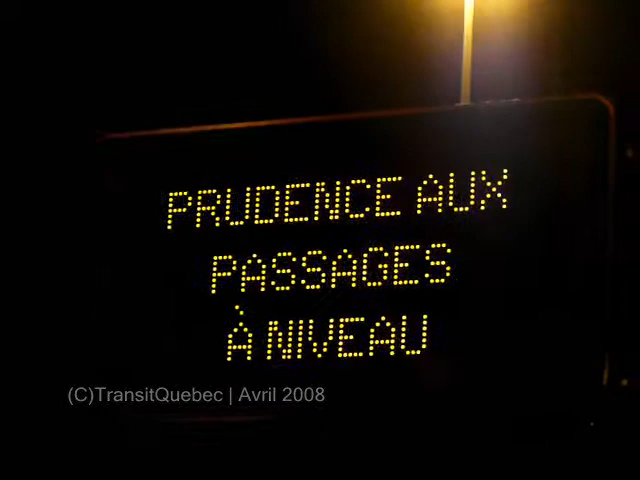 PRUDENCE AUX
PASSAGES
À NIVEAU
(C)TransitQuebec | Avril 2008